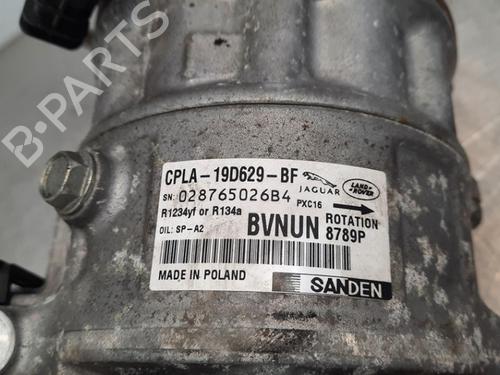 B-PARTS
CPLA-19D629-BF
JAGUAR
LAND ROVER
SN: 028765026B4
PXC16
R1234yf or R134a
BVNUN
ROTATION
OIL: SP-A2
8789P
MADE IN POLAND
SANDEN